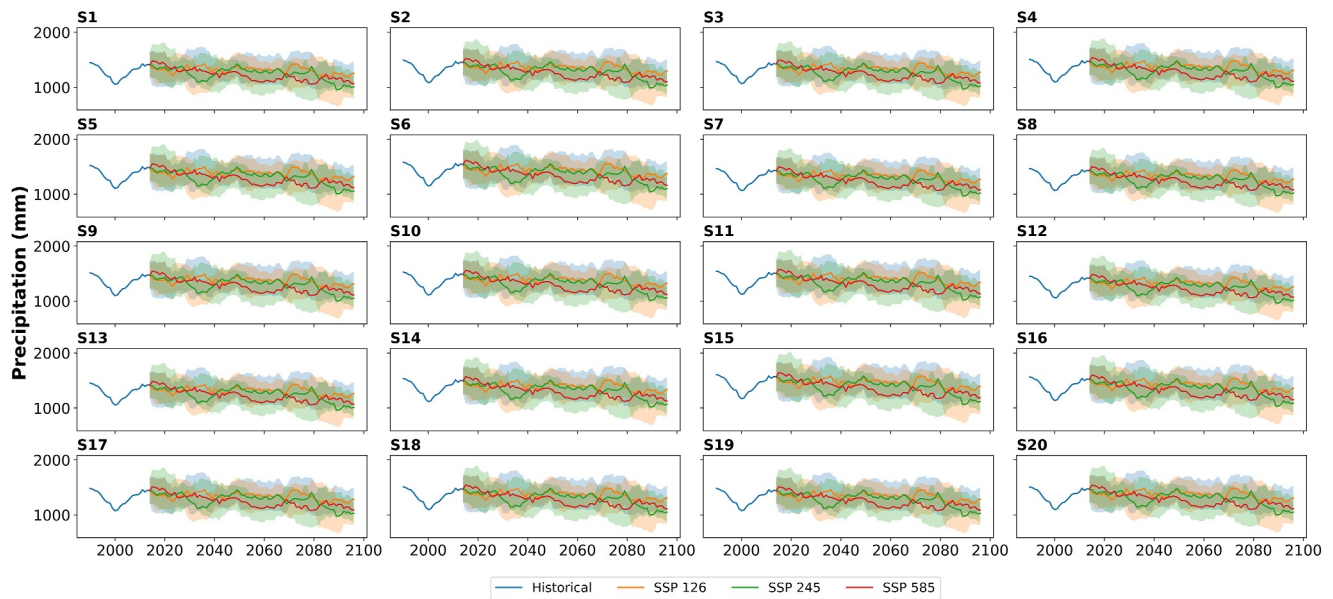 S1 S2 S3 S4
2000
1000
S5 S6 S7 S8
2000
1000
S9 S10 S11 S12
2000
1000
S13 S14 S15 S16
2000
1000
S17 S18 S19 S20
2000
1000
Precipitation (mm)
2000 2020 2040 2060 2080 2100 2000 2020 2040 2060 2080 2100 2000 2020 2040 2060 2080 2100 2000 2020 2040 2060 2080 2100
Historical SSP 126 SSP 245 SSP 585